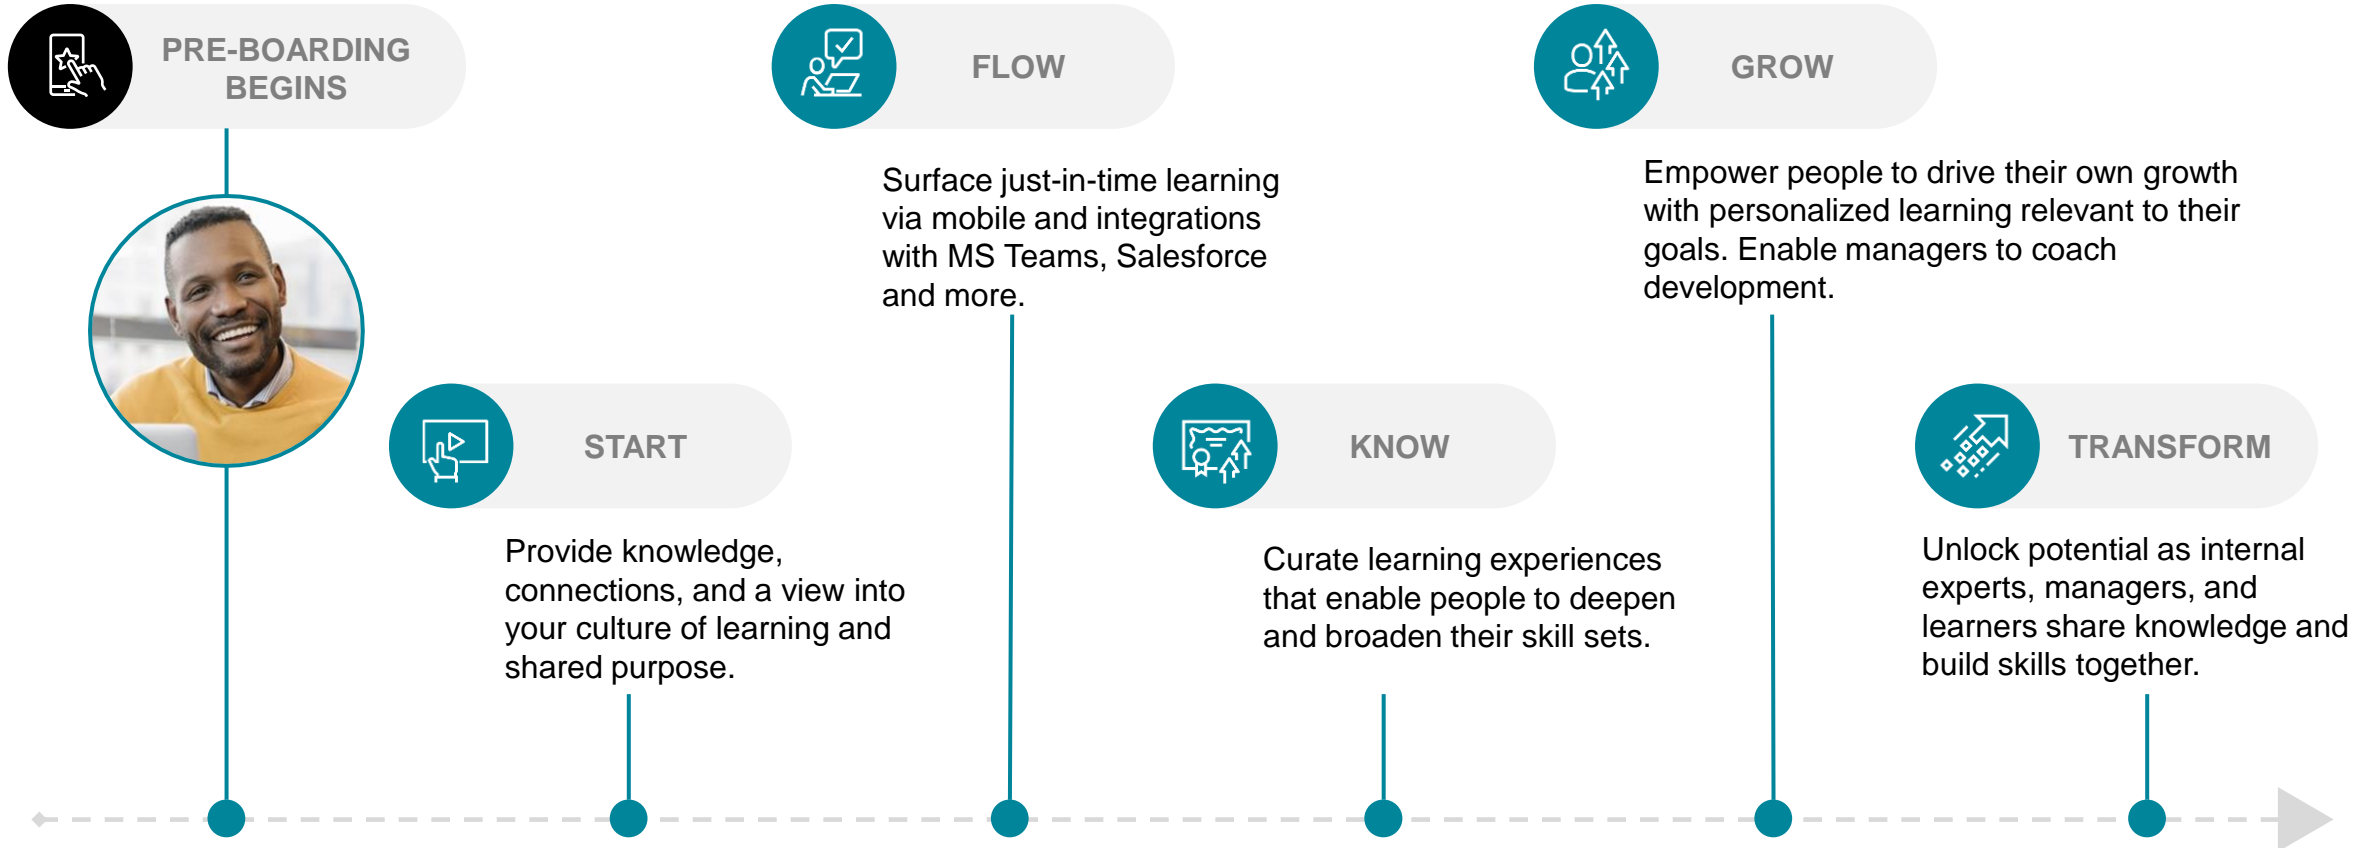 PRE-BOARDING
BEGINS
START
Provide knowledge,
connections, and a view into
your culture of learning and
shared purpose.
FLOW
Surface just-in-time learning
via mobile and integrations
with MS Teams, Salesforce
and more.
KNOW
Curate learning experiences
that enable people to deepen
and broaden their skill sets.
GROW
Empower people to drive their own growth
with personalized learning relevant to their
goals. Enable managers to coach
development.
TRANSFORM
Unlock potential as internal
experts, managers, and
learners share knowledge and
build skills together.